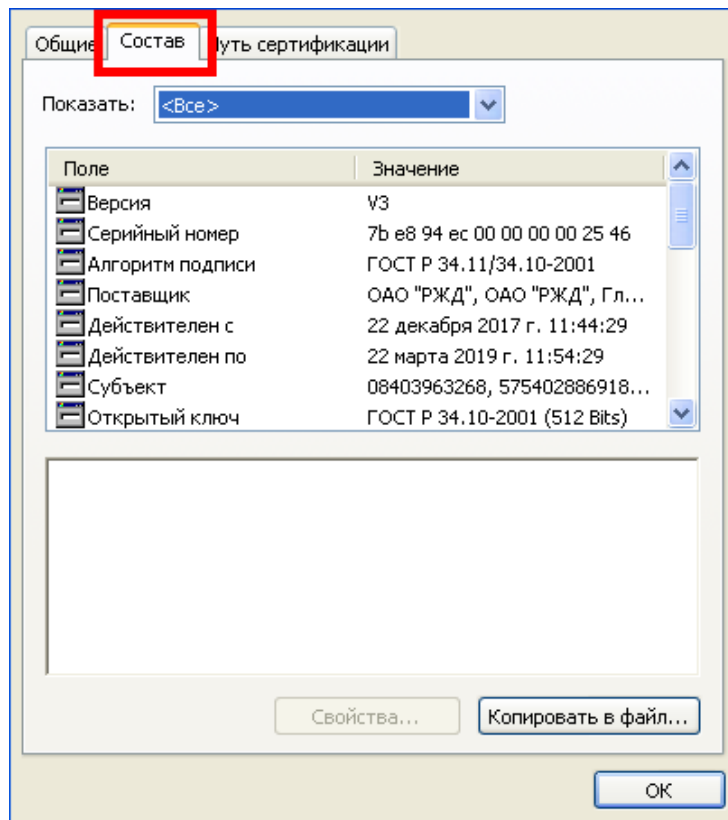 Общие Состав Путь сертификации
Показать: <Все>
Поле Значение
Версия V3
Серийный номер 7b e8 94 ec 00 00 00 00 25 46
Алгоритм подписи ГОСТ Р 34.11/34.10-2001
Поставщик ОАО "РЖД", ОАО "РЖД", Гл...
Действителен с 22 декабря 2017 г. 11:44:29
Действителен по 22 марта 2019 г. 11:54:29
Субъект 08403963268, 575402886918...
Открытый ключ ГОСТ Р 34.10-2001 (512 Bits)
Свойства... Копировать в файл...
ОК